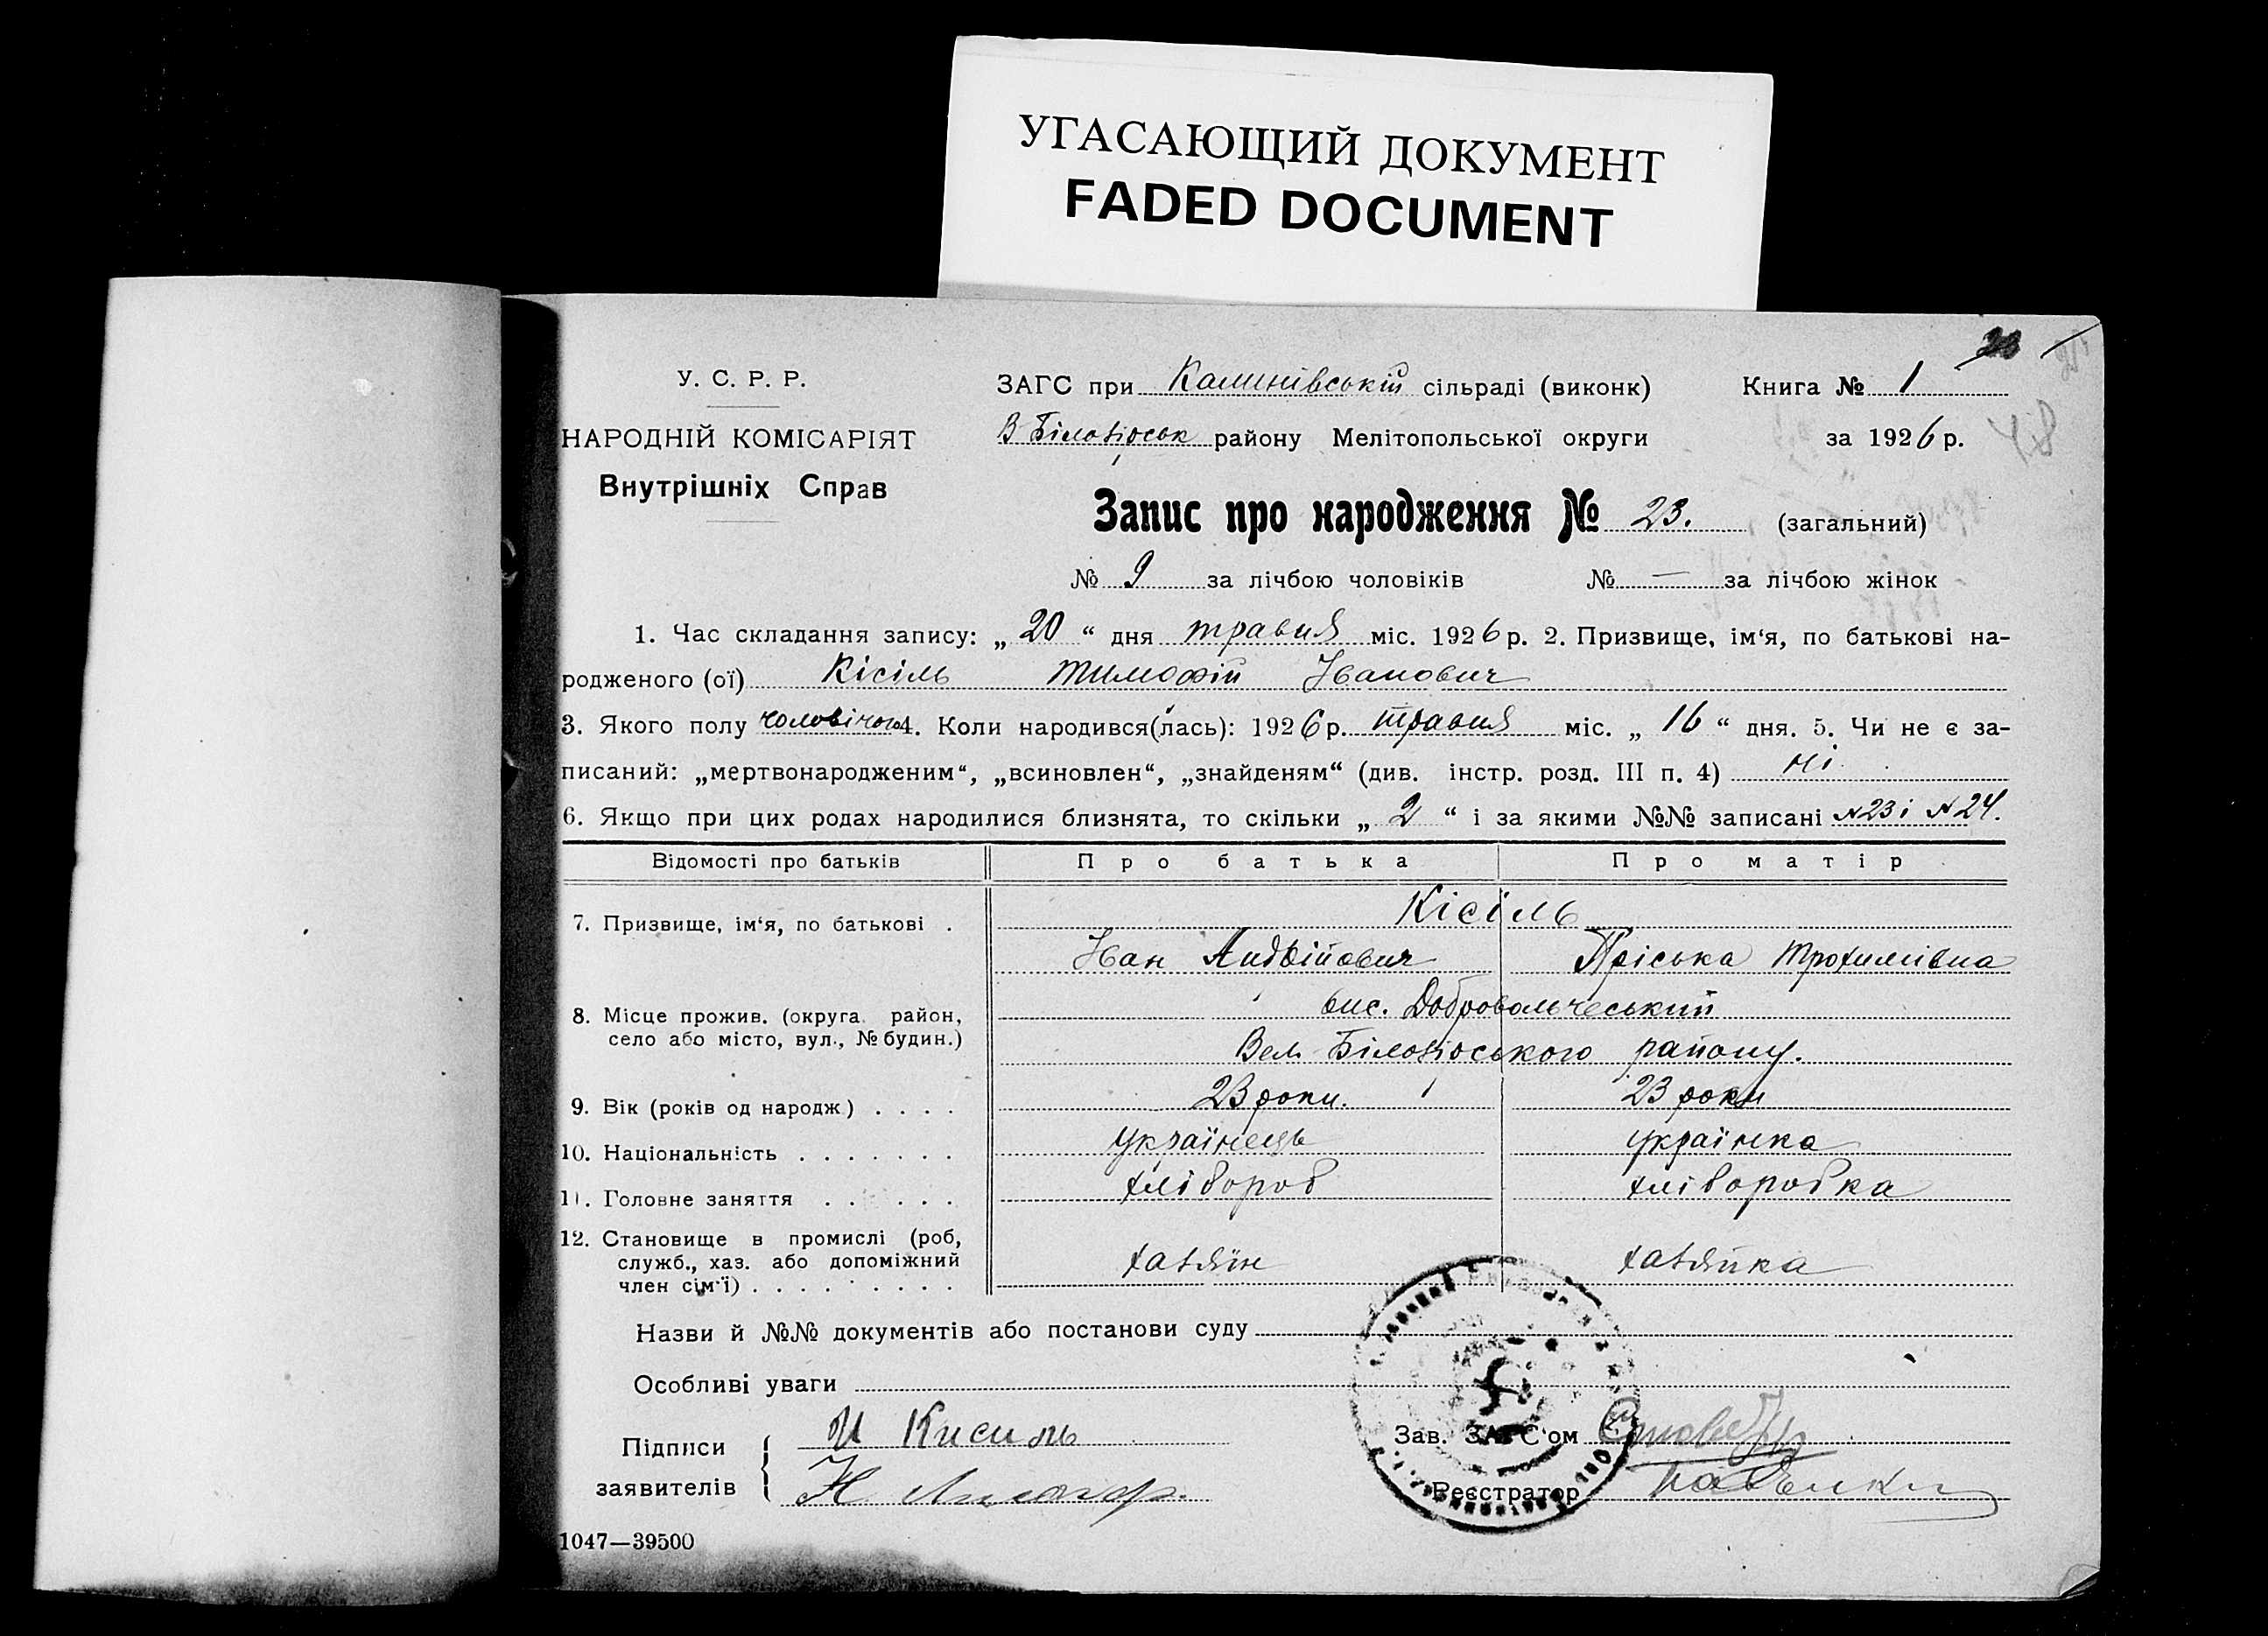 УГАСАЮЩИЙ ДОКУМЕНТ
FADED DOCUMENT
У. С. Р. Р.
НАРОДНІЙ КОМІСАРІЯТ
Внутрішніх Справ
ЗАГС при Калинівській сільраді (виконк)
В Білозірськ району Мелітопольської округи
Книга № 1
за 1926 р.
Запис про народження № 23. (загальний)
№ 9 за лічбою чоловіків № — за лічбою жінок
1. Час складання запису: „ 20 “ дня травня міс. 1926 р. 2. Призвище, ім‘я, по батькові на-
родженого (ої) Кісіль Тимофій Іванович
3. Якого полу чоловічого 4. Коли народився(лась): 1926 р. травня міс. „ 16 “ дня. 5. Чи не є за-
писаний: „мертвонародженим“, „всиновлен“, „знайденям“ (див. інстр. розд. III п. 4) ні
6. Якщо при цих родах народилися близнята, то скільки „ 2 “ і за якими №№ записані №23 і №24.
Відомості про батьків Про батька Про матір
7. Призвище, ім‘я, по батькові . Кісіль
Іван Андрійович Пріська Трохимівна
8. Місце прожив. (округа район, вис. Добровольческий
село або місто, вул., № будин.) Вел. Білозірського району.
9. Вік (років од народж) . . . . 23 роки. 23 роки
10. Національність . . . . . . . українець українка
11. Головне заняття . . . . . . хлібороб хліборобка
12. Становище в промислі (роб,
служб., хаз. або допоміжний хазяїн хазяйка
член сім‘ї) . . . . . . . .
Назви й №№ документів або постанови суду
Особливі уваги
Підписи И Кисиль Зав. ЗАГС‘ом
заявителів Н Реєстратор
1047—39500